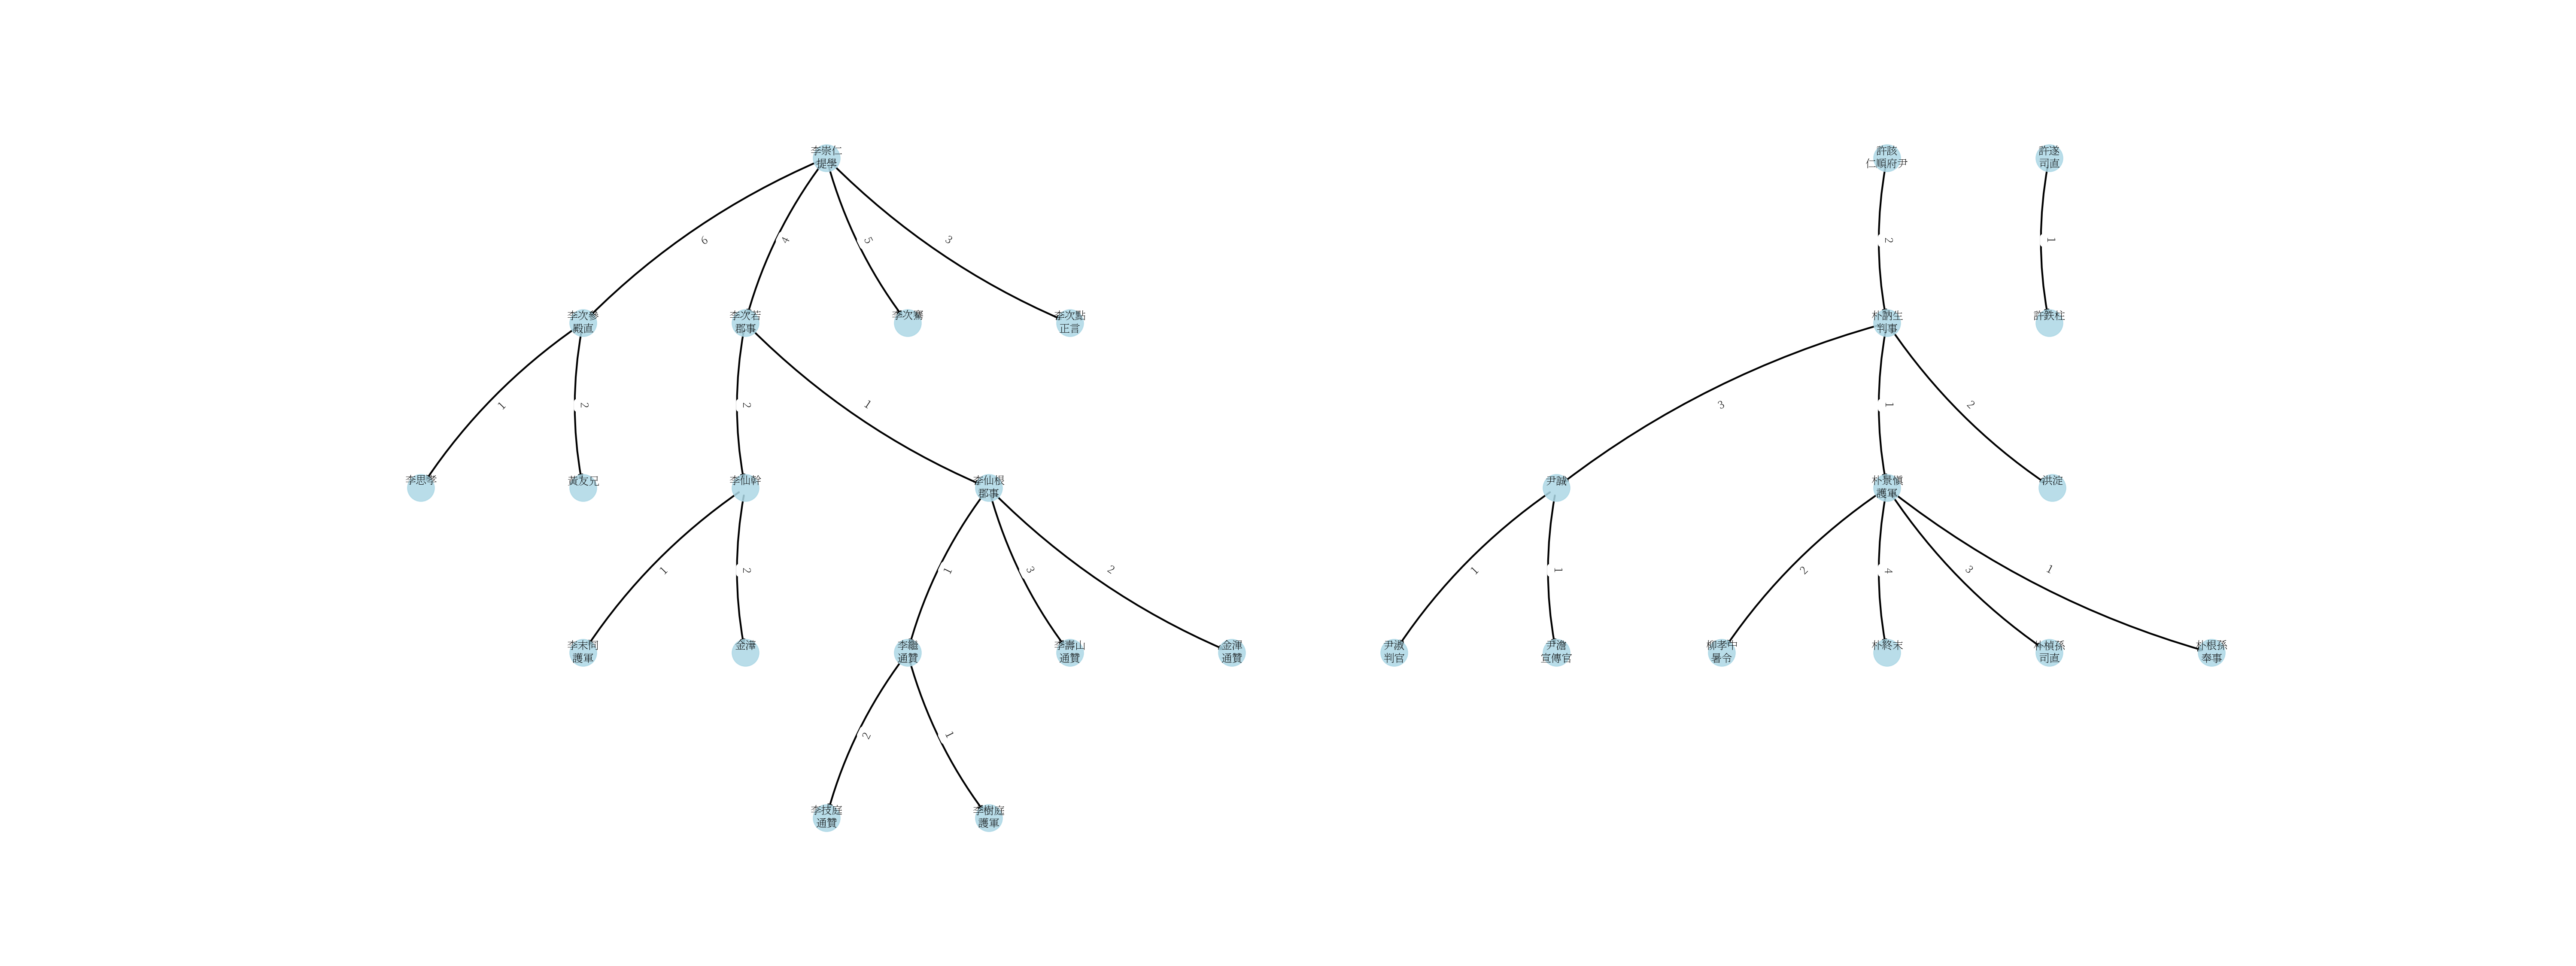 李崇仁
提學
許該
仁順府尹
許遂
司直
6
4
5
3
2
1
李次參
殿直
李次若
郡事
李次騫
李次點
正言
朴訥生
判事
許鉄柱
1
2
2
1
3
1
2
李思孝
黃友兄
李仙幹
李仙根
郡事
尹誠
朴景愼
護軍
洪淀
1
2
1
3
2
1
1
2
4
3
1
李末同
護軍
金澕
李繼
通贊
李壽山
通贊
金渾
通贊
尹淑
判官
尹澹
宣傳官
柳孝中
署令
朴終末
朴楨孫
司直
朴根孫
奉事
2
1
李技庭
通贊
李樹庭
護軍